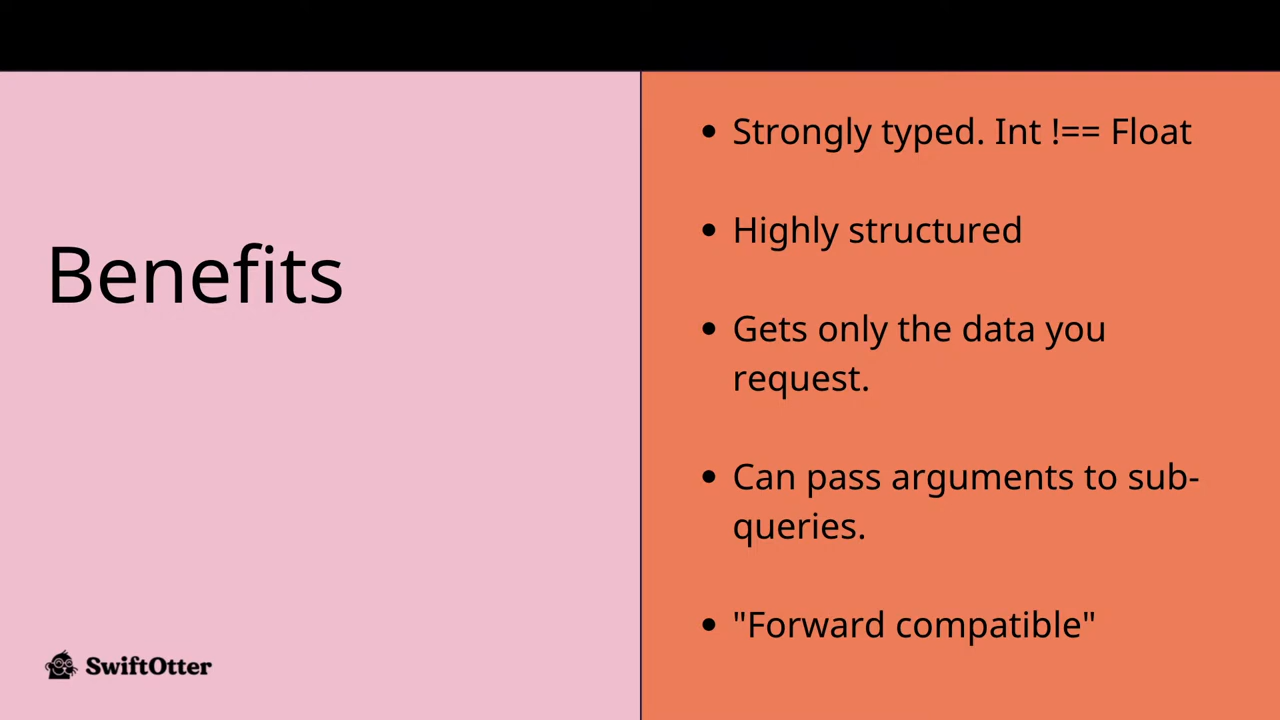 Benefits
SwiftOtter
• Strongly typed. Int !== Float
• Highly structured
• Gets only the data you
request.
• Can pass arguments to sub-
queries.
• "Forward compatible"